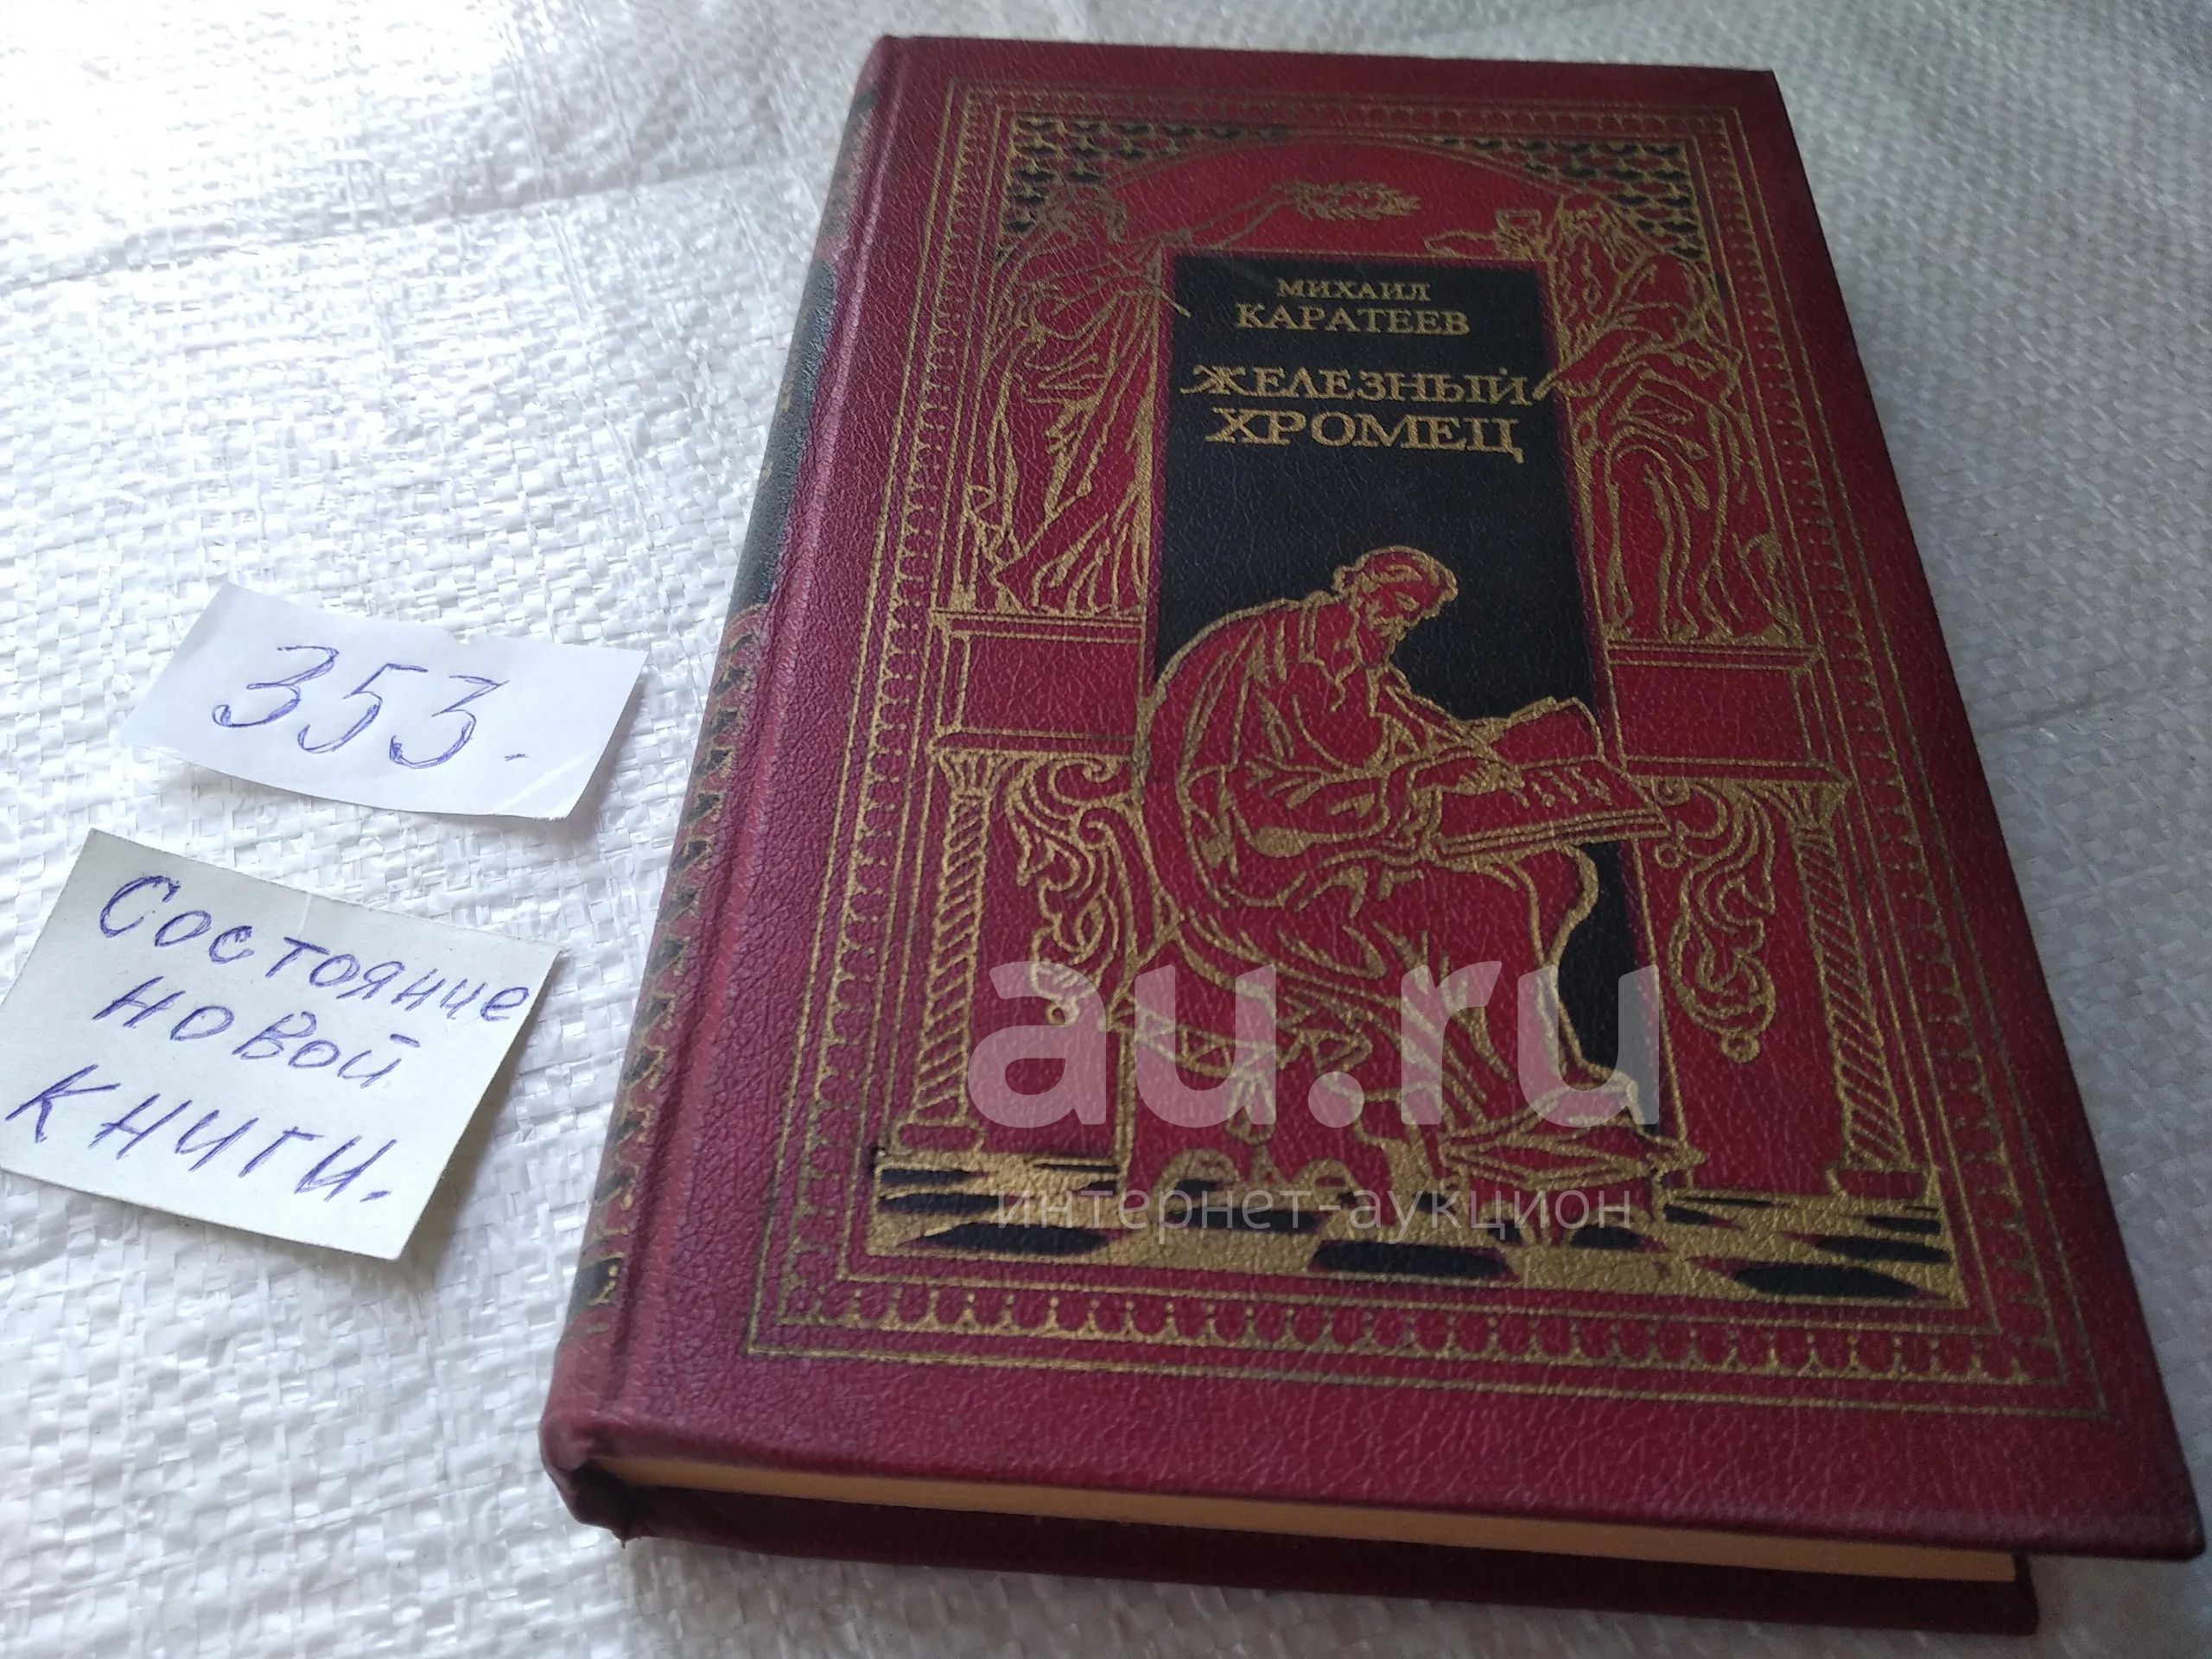 МИХАИЛ
КАРАТЕЕВ
ЖЕЛЕЗНЫЙ
ХРОМЕЦ
353.
Состояние
новой
книги.
au.ru
интернет-аукцион